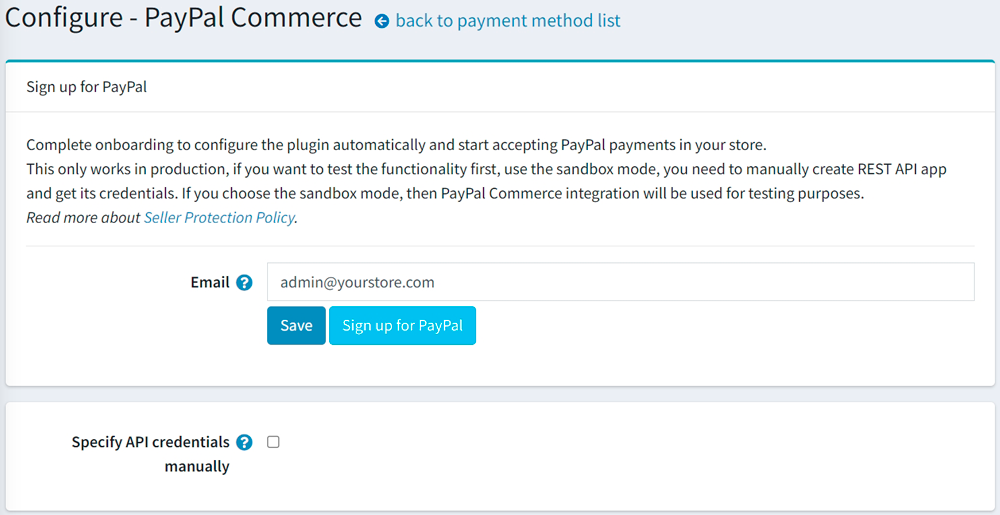 Configure - PayPal Commerce back to payment method list
Sign up for PayPal
Complete onboarding to configure the plugin automatically and start accepting PayPal payments in your store.
This only works in production, if you want to test the functionality first, use the sandbox mode, you need to manually create REST API app
and get its credentials. If you choose the sandbox mode, then PayPal Commerce integration will be used for testing purposes.
Read more about Seller Protection Policy.
Email ? admin@yourstore.com
Save Sign up for PayPal
Specify API credentials ?
manually